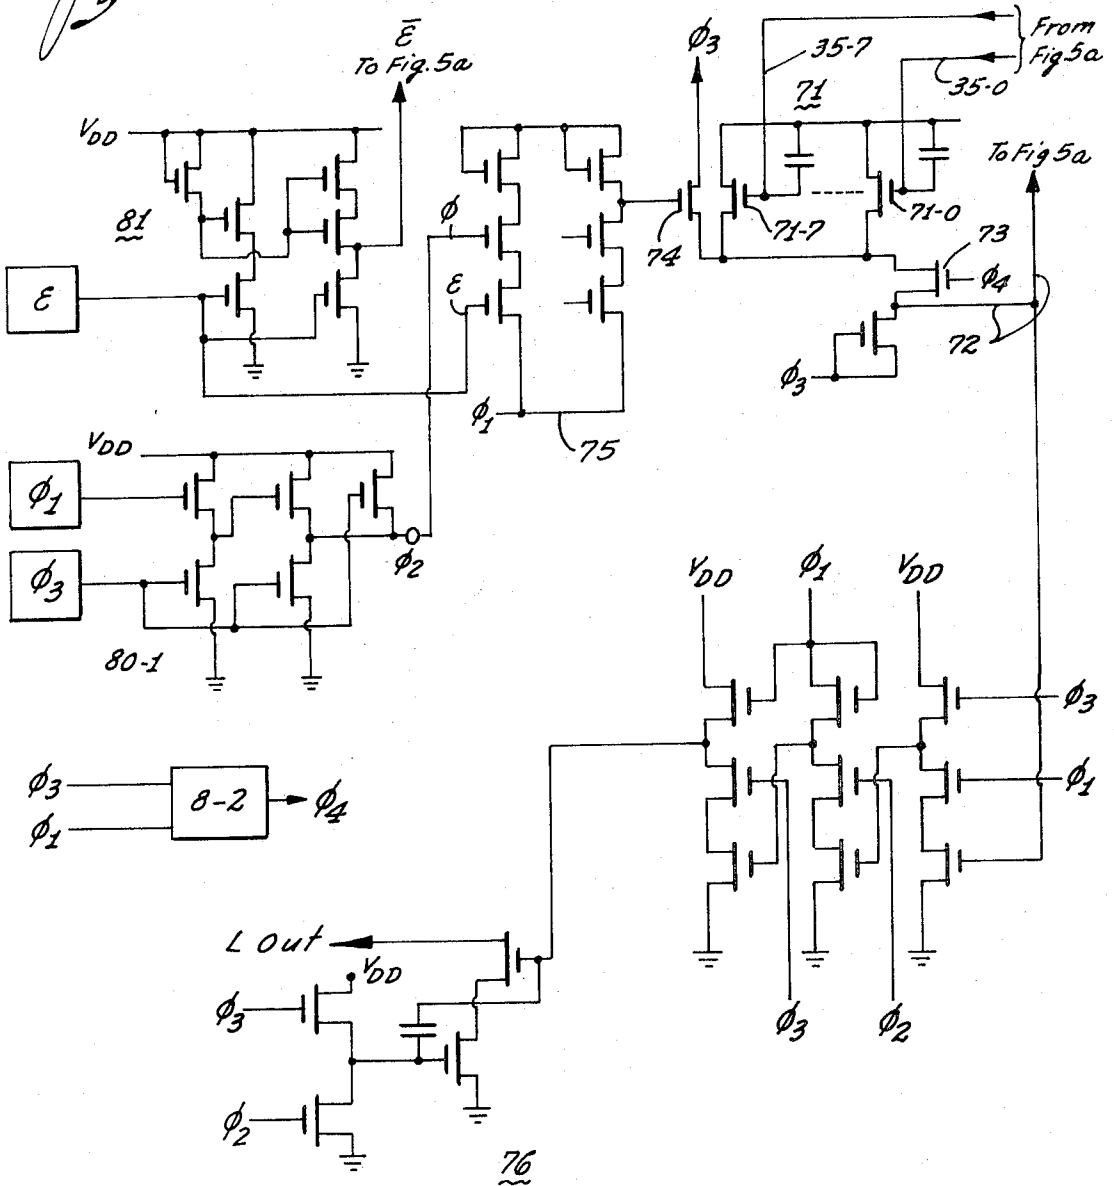 ε̅
To Fig. 5a
ϕ3
35-7
From
Fig 5a
71
35-0
VDD
To Fig 5a
81
ϕ
74
71-7
71-0
73
ε
ε
ϕ4
72
ϕ3
ϕ1
75
VDD
ϕ1
ϕ2
ϕ3
VDD
ϕ1
VDD
80-1
ϕ3
ϕ3
8-2
ϕ4
ϕ1
ϕ1
L Out
VDD
ϕ3
ϕ3
ϕ2
ϕ2
76